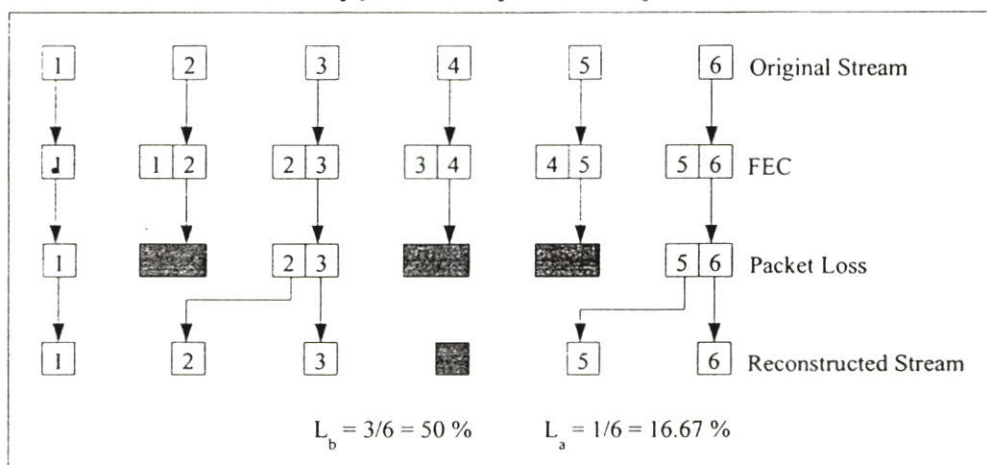 1 2 3 4 5 6 Original Stream
1 2 2 3 3 4 4 5 5 6 FEC
1 2 3 5 6 Packet Loss
1 2 3 5 6 Reconstructed Stream
L_b = 3/6 = 50 % L_a = 1/6 = 16.67 %